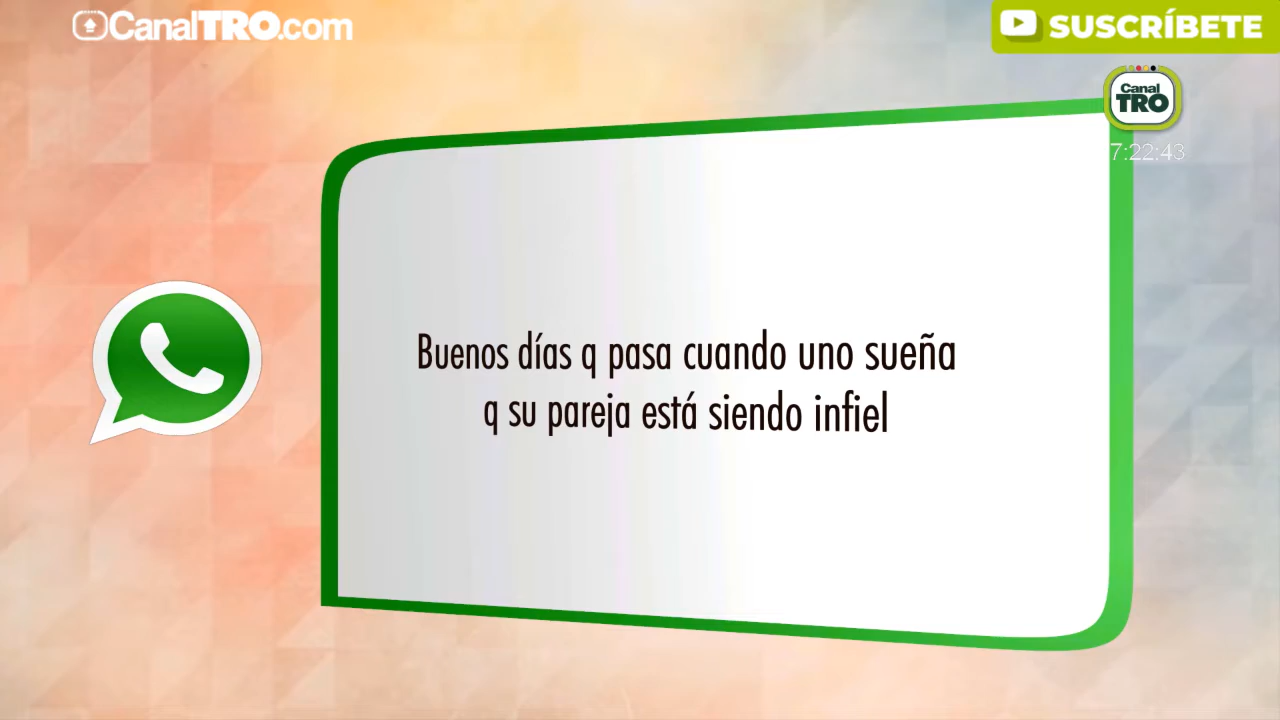 CanalTRO.com
SUSCRÍBETE
Canal
TRO
7:22:43
Buenos días q pasa cuando uno sueña
q su pareja está siendo infiel